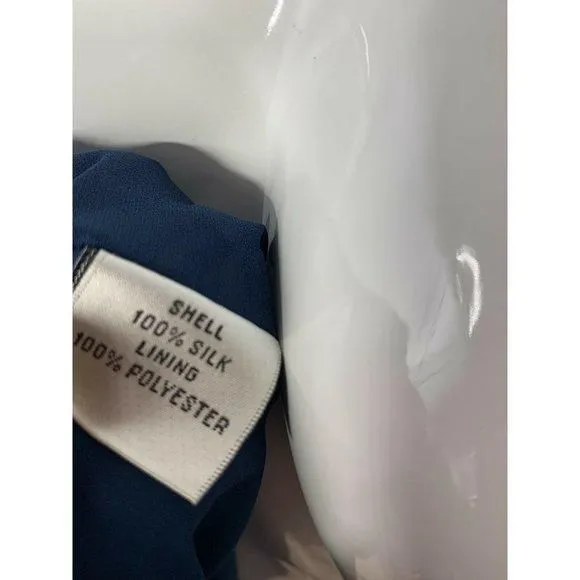 SHELL
100% SILK
LINING
100% POLYESTER